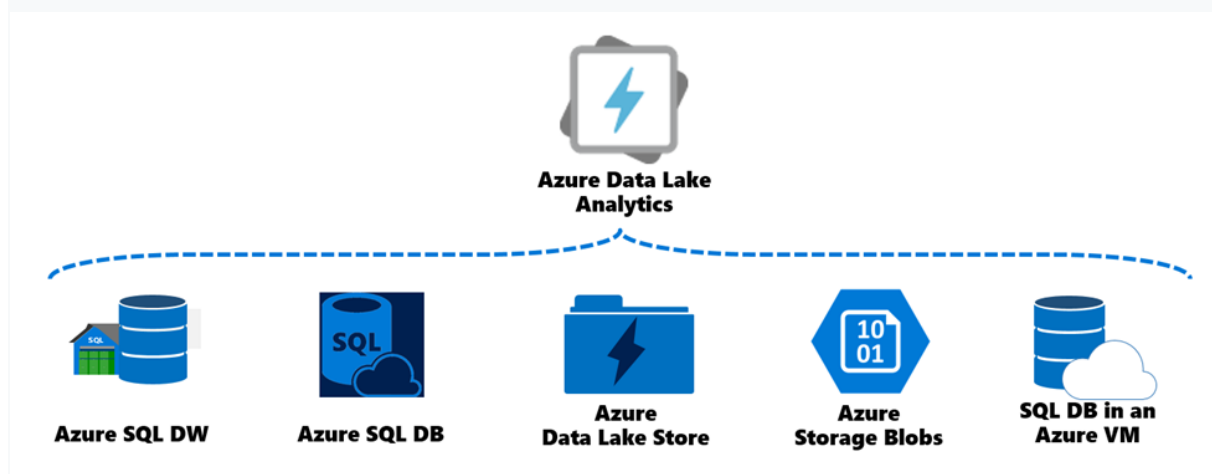 Azure Data Lake
Analytics
SQL
Azure SQL DW
SQL
Azure SQL DB
Azure
Data Lake Store
10
01
Azure
Storage Blobs
SQL DB in an
Azure VM